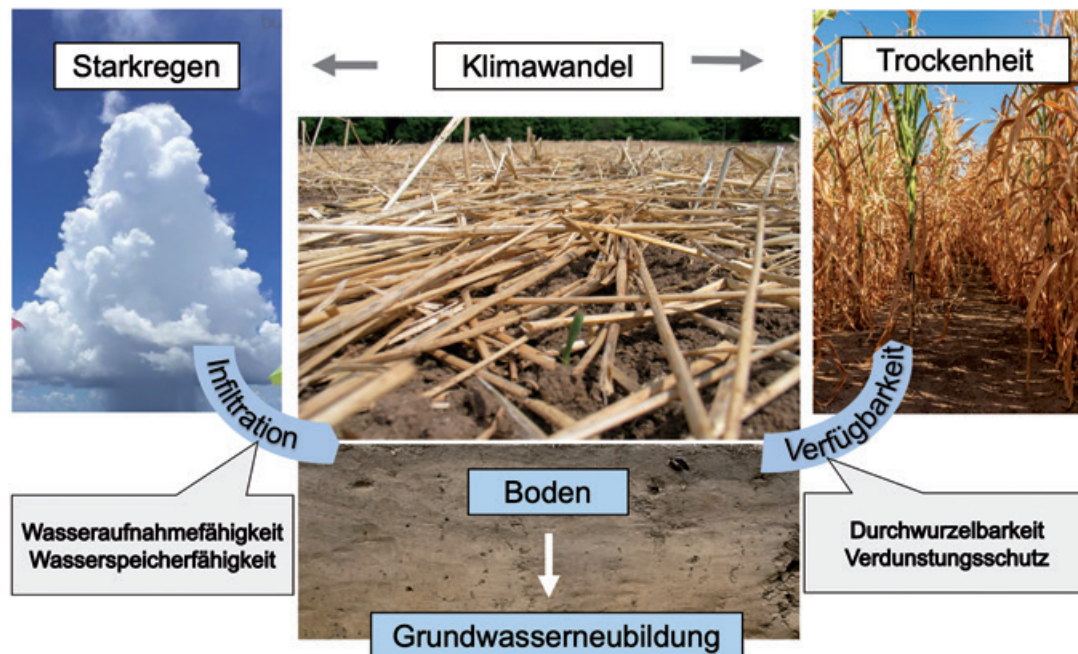 Starkregen
Klimawandel
Trockenheit
Infiltration
Verfügbarkeit
Wasseraufnahmefähigkeit
Wasserspeicherfähigkeit
Boden
Durchwurzelbarkeit
Verdunstungsschutz
Grundwasserneubildung